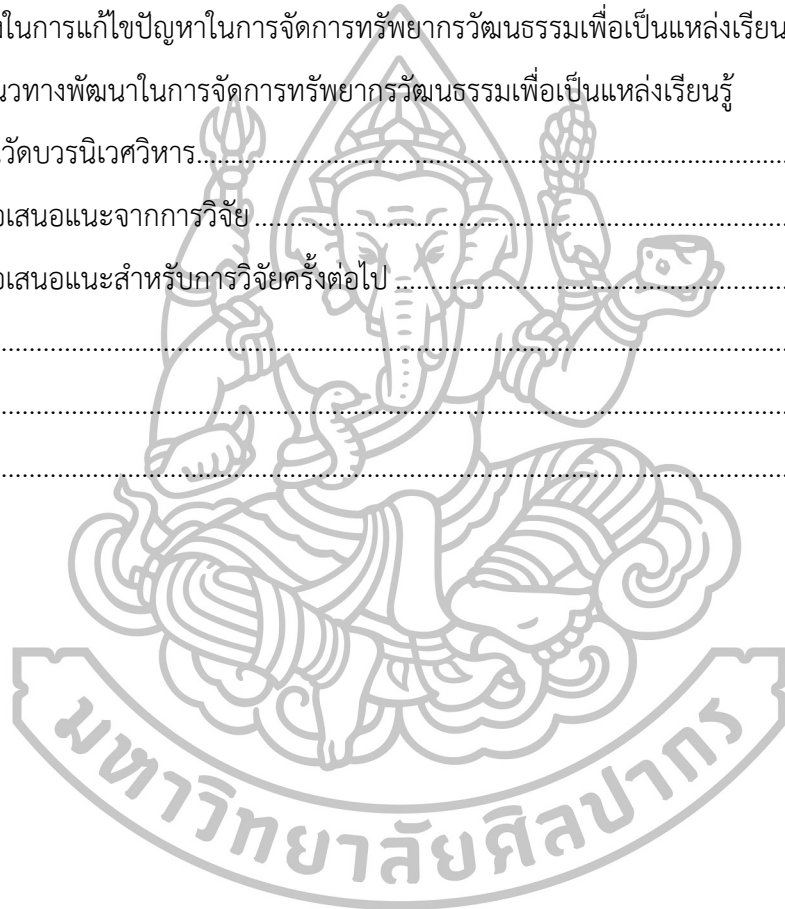 ในการแก้ไขปัญหาในการจัดการทรัพยากรวัฒนธรรมเพื่อเป็นแหล่งเรียน
นวทางพัฒนาในการจัดการทรัพยากรวัฒนธรรมเพื่อเป็นแหล่งเรียนรู้
วัดบวรนิเวศวิหาร................................................................
อเสนอแนะจากการวิจัย................................................................
อเสนอแนะสำหรับการวิจัยครั้งต่อไป................................................................
มหาวิทยาลัยศิลปากร